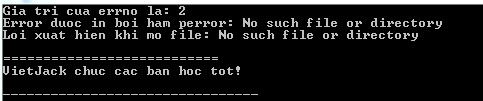 Gia tri cua errno la: 2
Error duoc in boi ham perror: No such file or directory
Loi xuat hien khi mo file: No such file or directory
===========================
VietJack chuc cac ban hoc tot!
--------------------------------